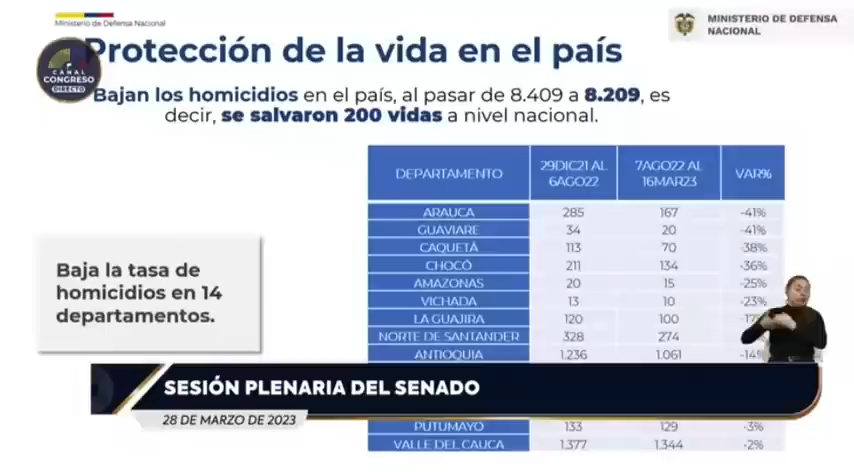 Ministerio de Defensa Nacional
MINISTERIO DE DEFENSA
NACIONAL
Protección de la vida en el país
CANAL
CONGRESO
DIRECTO
Bajan los homicidios en el país, al pasar de 8.409 a 8.209, es
decir, se salvaron 200 vidas a nivel nacional.
DEPARTAMENTO 29DIC21 AL 6AGO22 7AGO22 AL 16MAR23 VAR%
ARAUCA 285 167 -41%
GUAVIARE 34 20 -41%
CAQUETÁ 113 70 -38%
CHOCÓ 211 134 -36%
AMAZONAS 20 15 -25%
VICHADA 13 10 -23%
LA GUAJIRA 120 100
NORTE DE SANTANDER 328 274
ANTIOQUIA 1.236 1.061 -14%
PUTUMAYO 133 129 -3%
VALLE DEL CAUCA 1.377 1.344 -2%
Baja la tasa de
homicidios en 14
departamentos.
SESIÓN PLENARIA DEL SENADO
28 DE MARZO DE 2023